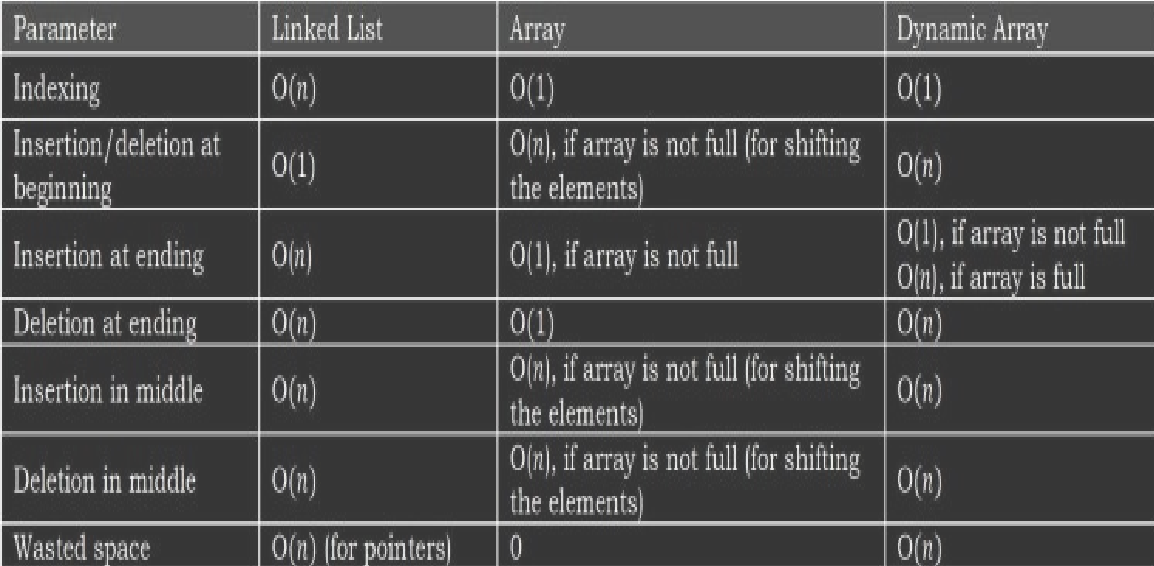 Parameter Linked List Array Dynamic Array
Indexing O(n) O(1) O(1)
Insertion/deletion at
beginning
O(1)
O(n), if array is not full (for shifting
the elements)
O(n)
Insertion at ending O(n) O(1), if array is not full
O(1), if array is not full
O(n), if array is full
Deletion at ending O(n) O(1) O(n)
Insertion in middle O(n)
O(n), if array is not full (for shifting
the elements)
O(n)
Deletion in middle O(n)
O(n), if array is not full (for shifting
the elements)
O(n)
Wasted space O(n) (for pointers) 0 O(n)